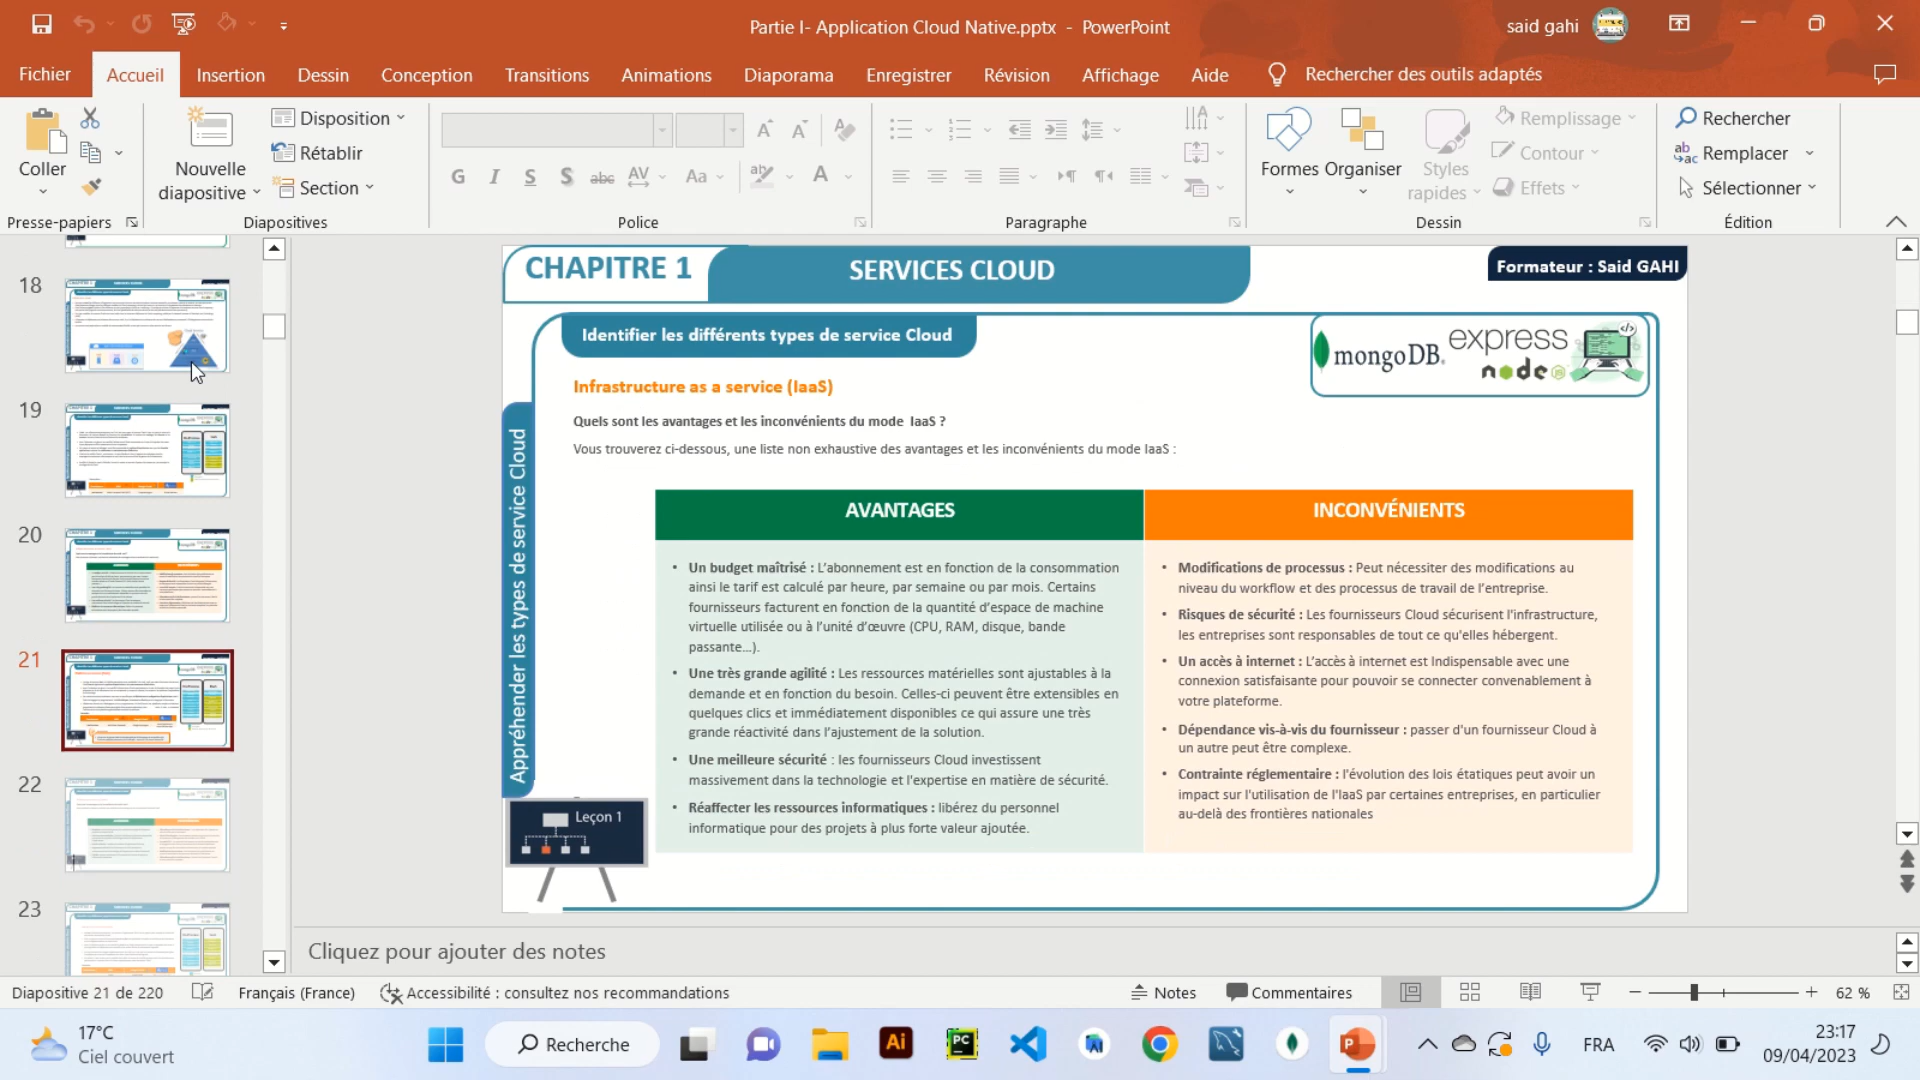 Partie I- Application Cloud Native.pptx - PowerPoint
said gahi
Fichier
Accueil
Insertion
Dessin
Conception
Transitions
Animations
Diaporama
Enregistrer
Révision
Affichage
Aide
Rechercher des outils adaptés
Coller
Nouvelle
diapositive
Disposition
Rétablir
Section
G I S S abc AV Aa A
Formes
Organiser
Styles
rapides
Remplissage
Contour
Effets
Rechercher
Remplacer
Sélectionner
Presse-papiers
Diapositives
Police
Paragraphe
Dessin
Édition
18
19
20
21
22
23
CHAPITRE 1
SERVICES CLOUD
Formateur : Said GAHI
Identifier les différents types de service Cloud
mongoDB.
express
node
Infrastructure as a service (IaaS)
Quels sont les avantages et les inconvénients du mode IaaS ?
Vous trouverez ci-dessous, une liste non exhaustive des avantages et les inconvénients du mode IaaS :
Appréhender les types de service Cloud
Leçon 1
AVANTAGES
• Un budget maîtrisé : L’abonnement est en fonction de la consommation
ainsi le tarif est calculé par heure, par semaine ou par mois. Certains
fournisseurs facturent en fonction de la quantité d’espace de machine
virtuelle utilisée ou à l’unité d’œuvre (CPU, RAM, disque, bande
passante…).
• Une très grande agilité : Les ressources matérielles sont ajustables à la
demande et en fonction du besoin. Celles-ci peuvent être extensibles en
quelques clics et immédiatement disponibles ce qui assure une très
grande réactivité dans l’ajustement de la solution.
• Une meilleure sécurité : les fournisseurs Cloud investissent
massivement dans la technologie et l'expertise en matière de sécurité.
• Réaffecter les ressources informatiques : libérez du personnel
informatique pour des projets à plus forte valeur ajoutée.
INCONVÉNIENTS
• Modifications de processus : Peut nécessiter des modifications au
niveau du workflow et des processus de travail de l’entreprise.
• Risques de sécurité : Les fournisseurs Cloud sécurisent l'infrastructure,
les entreprises sont responsables de tout ce qu'elles hébergent.
• Un accès à internet : L’accès à internet est Indispensable avec une
connexion satisfaisante pour pouvoir se connecter convenablement à
votre plateforme.
• Dépendance vis-à-vis du fournisseur : passer d'un fournisseur Cloud à
un autre peut être complexe.
• Contrainte réglementaire : l'évolution des lois étatiques peut avoir un
impact sur l'utilisation de l'IaaS par certaines entreprises, en particulier
au-delà des frontières nationales
Cliquez pour ajouter des notes
Diapositive 21 de 220
Français (France)
Accessibilité : consultez nos recommandations
Notes
Commentaires
62 %
17°C
Ciel couvert
Recherche
Ai
PC
FRA
23:17
09/04/2023